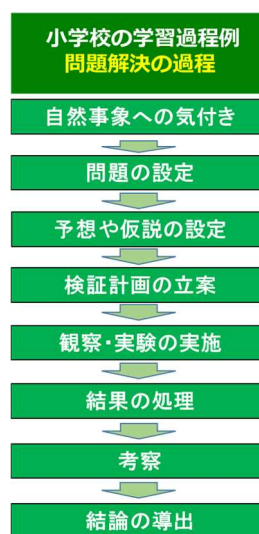 小学校の学習過程例
問題解決の過程
自然事象への気付き
問題の設定
予想や仮説の設定
検証計画の立案
観察・実験の実施
結果の処理
考察
結論の導出